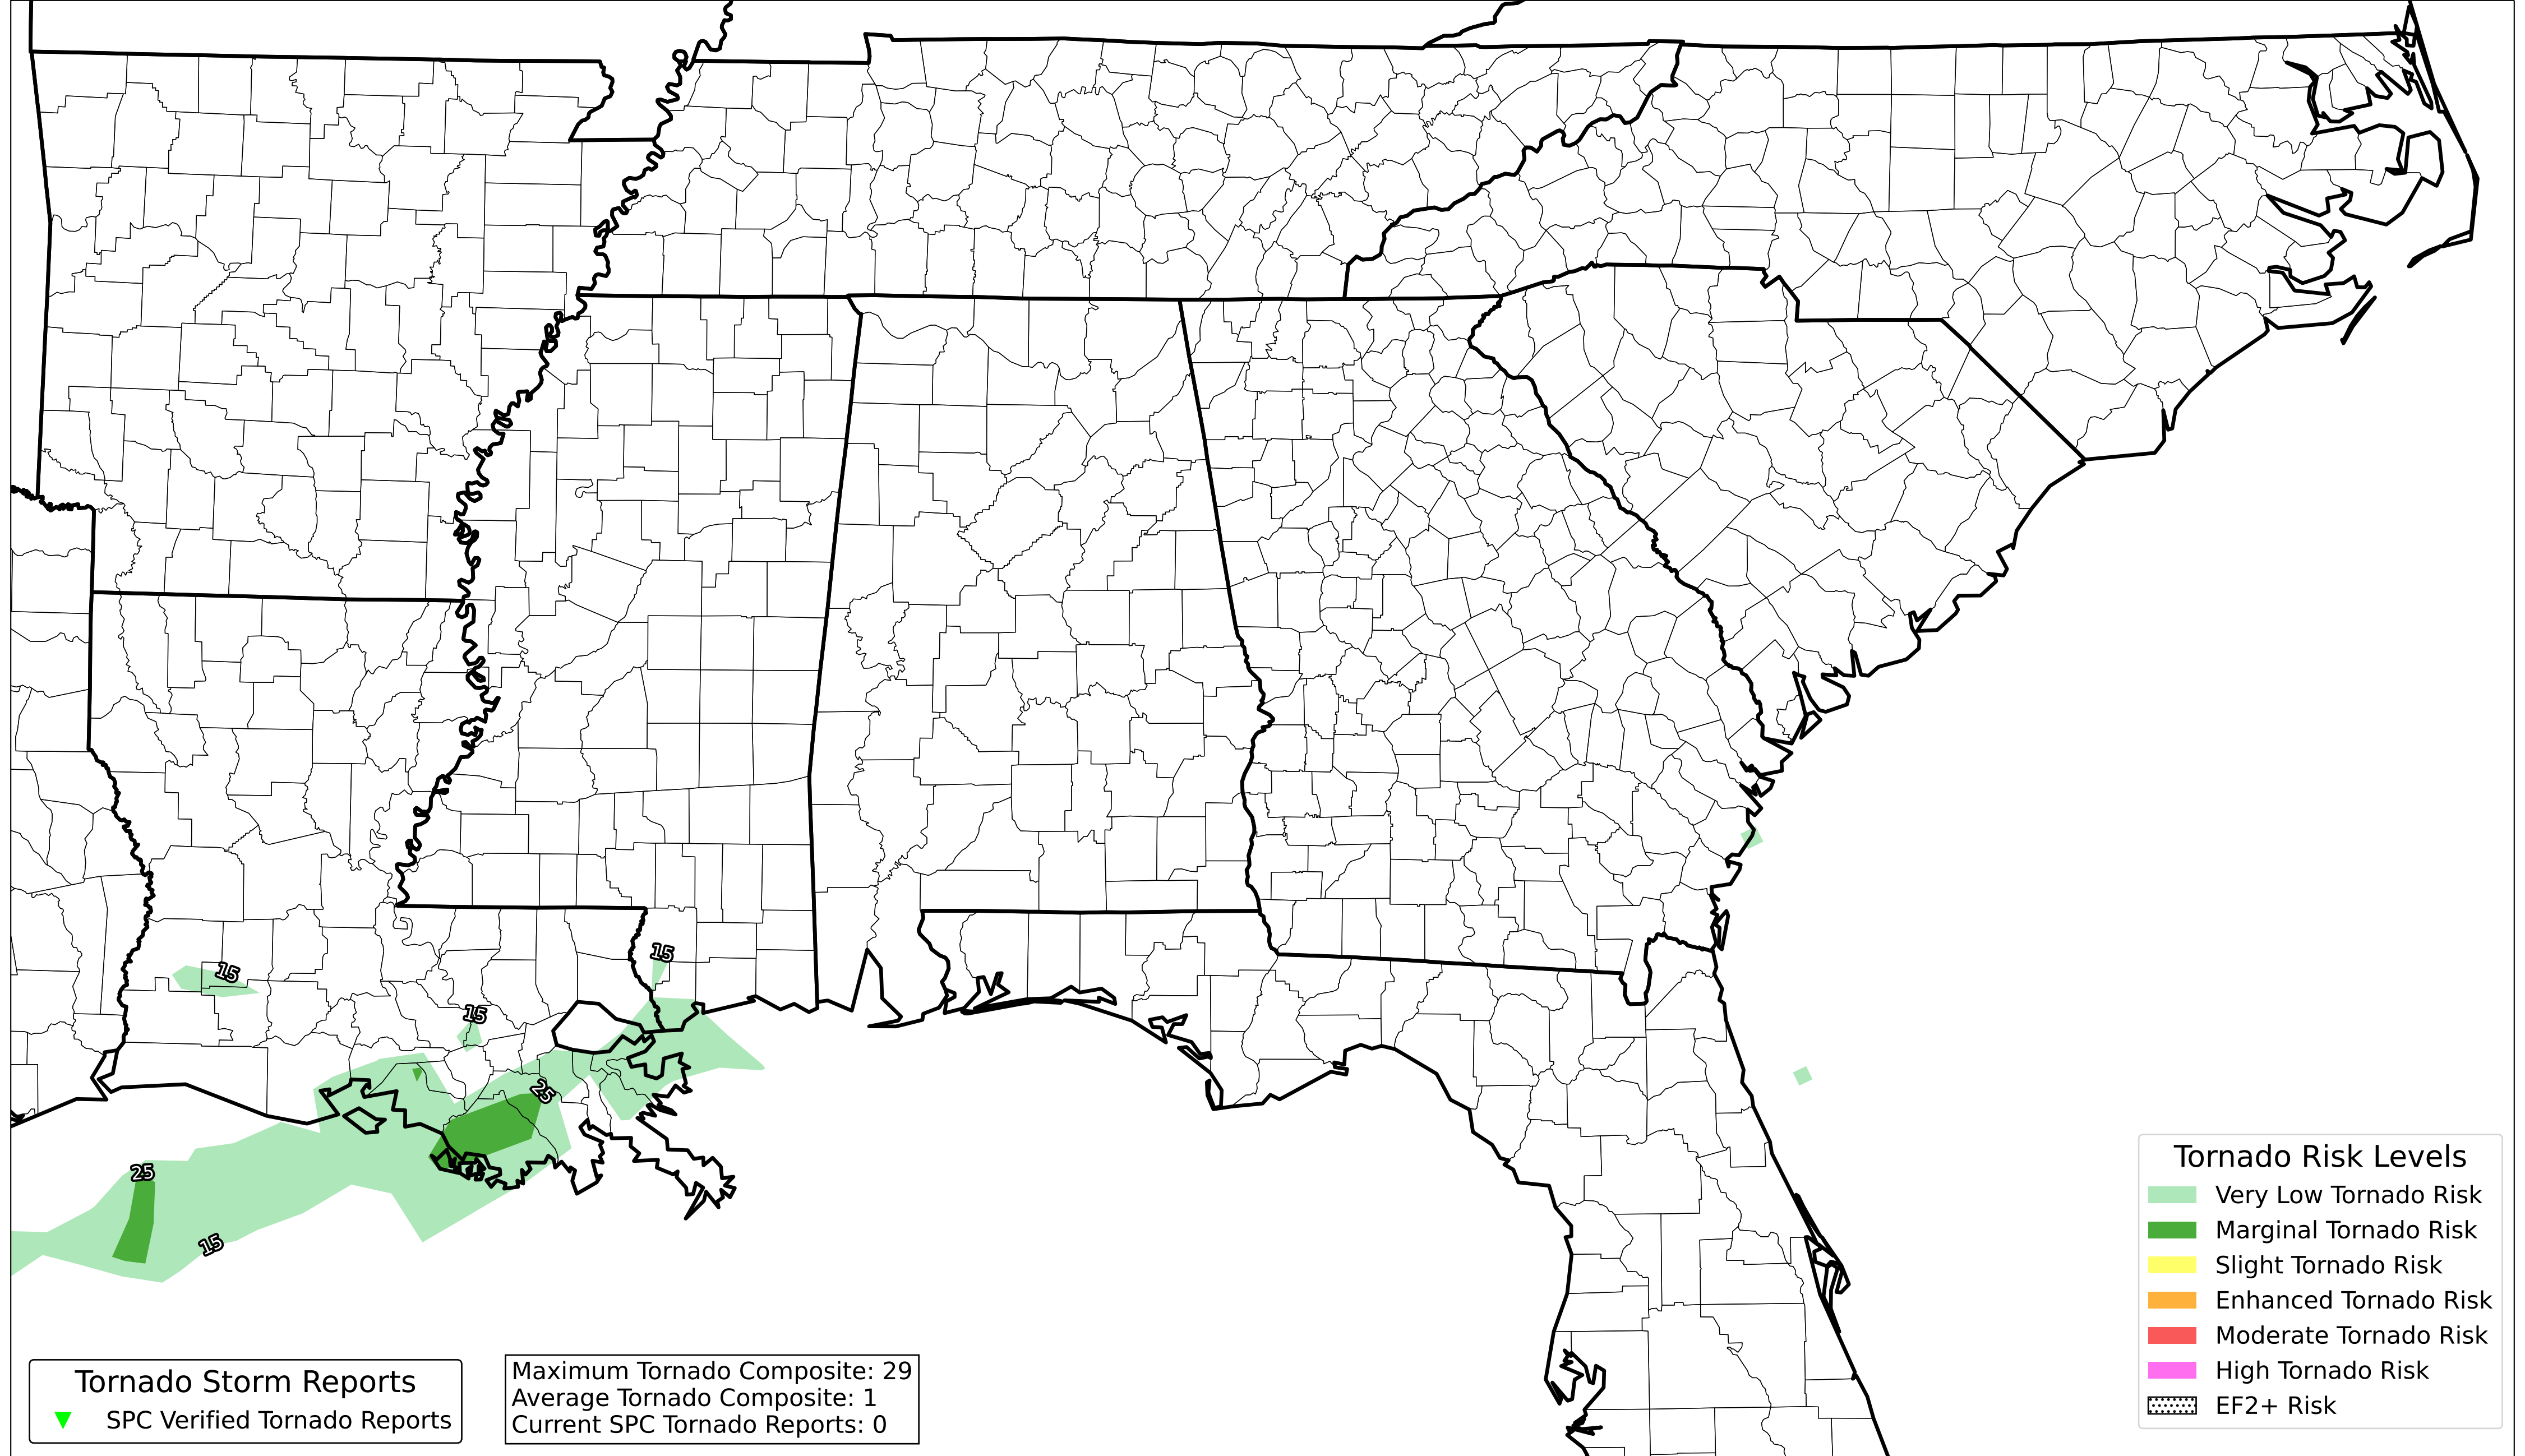 15
15
15
25
25
15
Tornado Risk Levels
Very Low Tornado Risk
Marginal Tornado Risk
Slight Tornado Risk
Enhanced Tornado Risk
Moderate Tornado Risk
High Tornado Risk
EF2+ Risk
Tornado Storm Reports
SPC Verified Tornado Reports
Maximum Tornado Composite: 29
Average Tornado Composite: 1
Current SPC Tornado Reports: 0